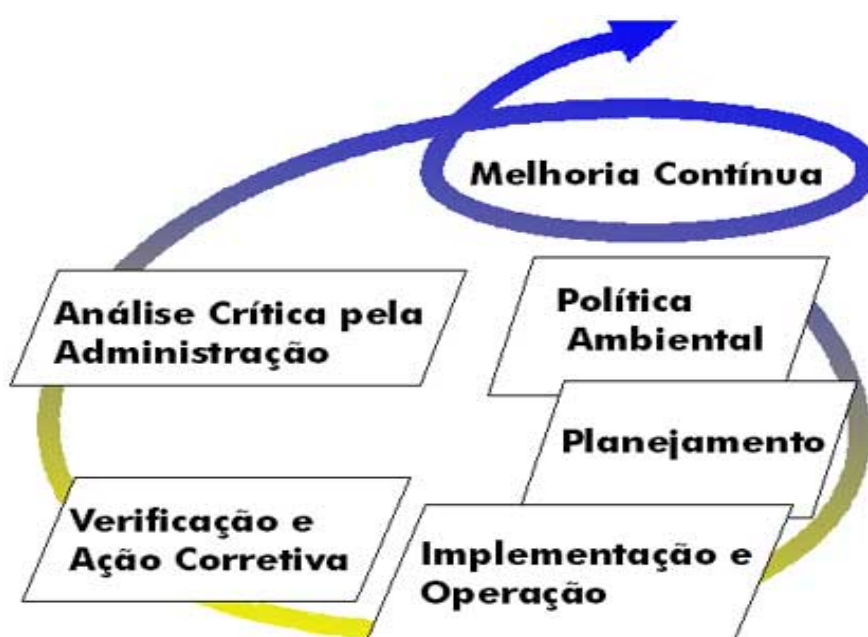 Melhoria Contínua
Política
Ambiental
Planejamento
Implementação e
Operação
Verificação e
Ação Corretiva
Análise Crítica pela
Administração